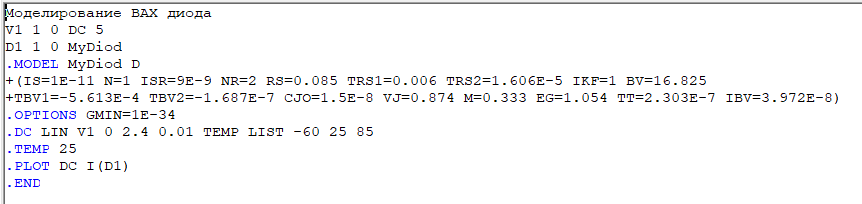 Моделирование ВАХ диода
V1 1 0 DC 5
D1 1 0 MyDiod
.MODEL MyDiod D
+(IS=1E-11 N=1 ISR=9E-9 NR=2 RS=0.085 TRS1=0.006 TRS2=1.606E-5 IKF=1 BV=16.825
+TBV1=-5.613E-4 TBV2=-1.687E-7 CJO=1.5E-8 VJ=0.874 M=0.333 EG=1.054 TT=2.303E-7 IBV=3.972E-8)
.OPTIONS GMIN=1E-34
.DC LIN V1 0 2.4 0.01 TEMP LIST -60 25 85
.TEMP 25
.PLOT DC I(D1)
.END